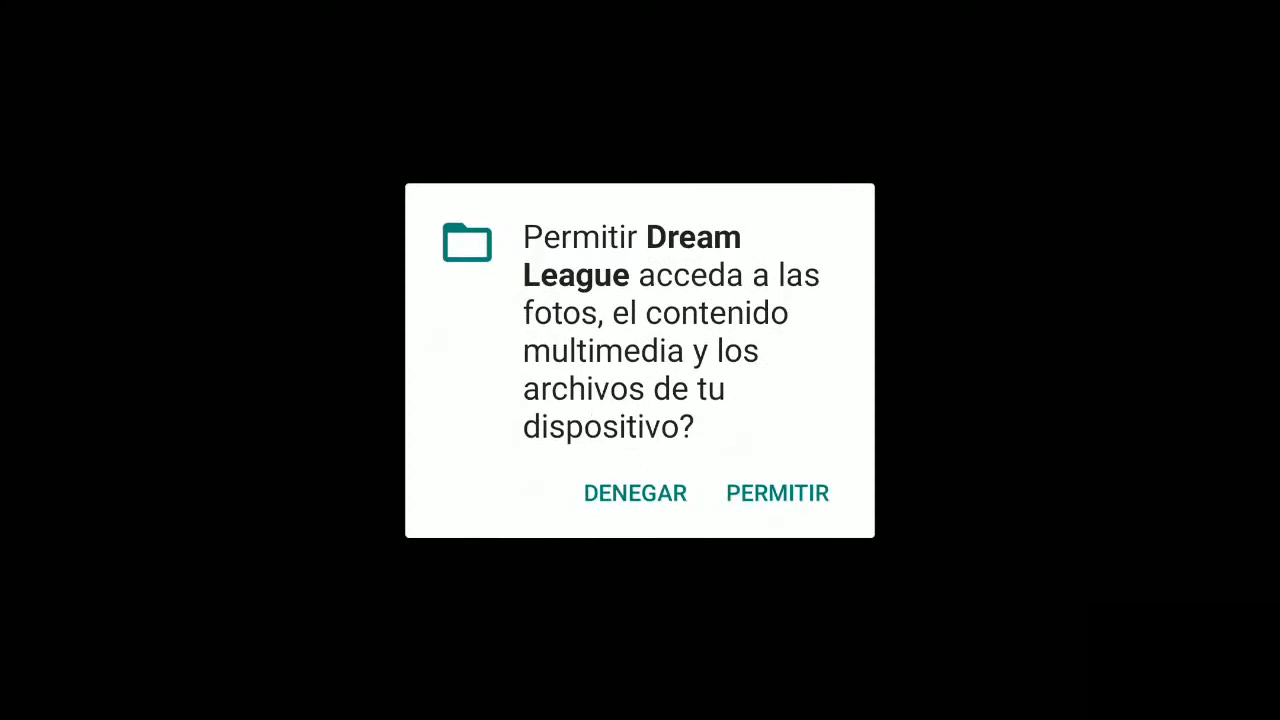 Permitir Dream
League acceda a las
fotos, el contenido
multimedia y los
archivos de tu
dispositivo?
DENEGAR PERMITIR